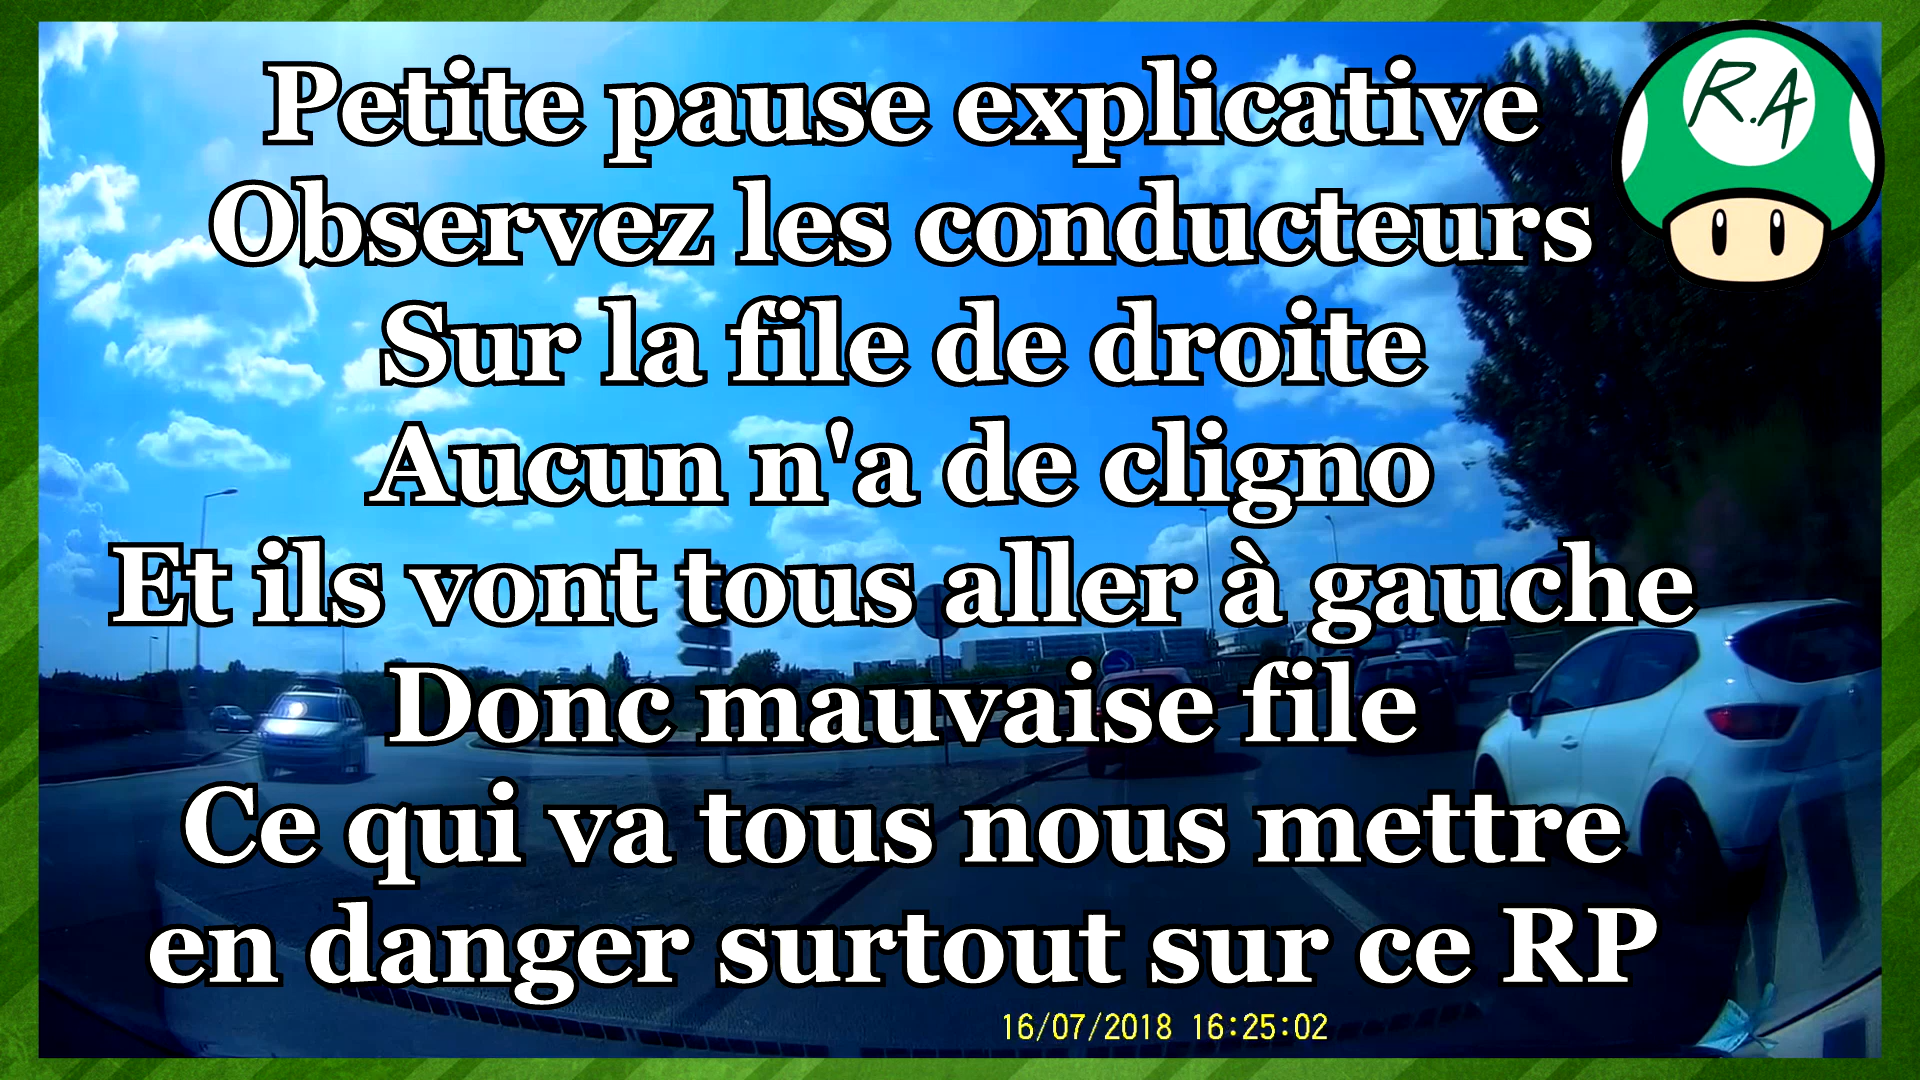 R.A
Petite pause explicative
Observez les conducteurs
Sur la file de droite
Aucun n'a de cligno
Et ils vont tous aller à gauche
Donc mauvaise file
Ce qui va tous nous mettre
en danger surtout sur ce RP
16/07/2018 16:25:02